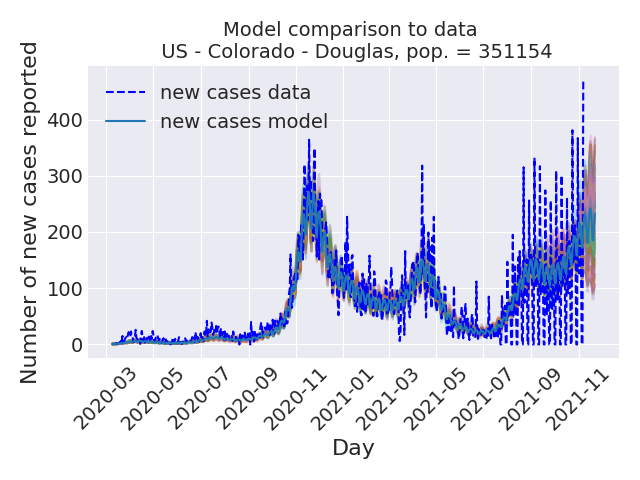 Model comparison to data
US - Colorado - Douglas, pop. = 351154
Number of new cases reported
new cases data
new cases model
400
300
200
100
0
2020-03
2020-05
2020-07
2020-09
2020-11
2021-01
2021-03
2021-05
2021-07
2021-09
2021-11
Day